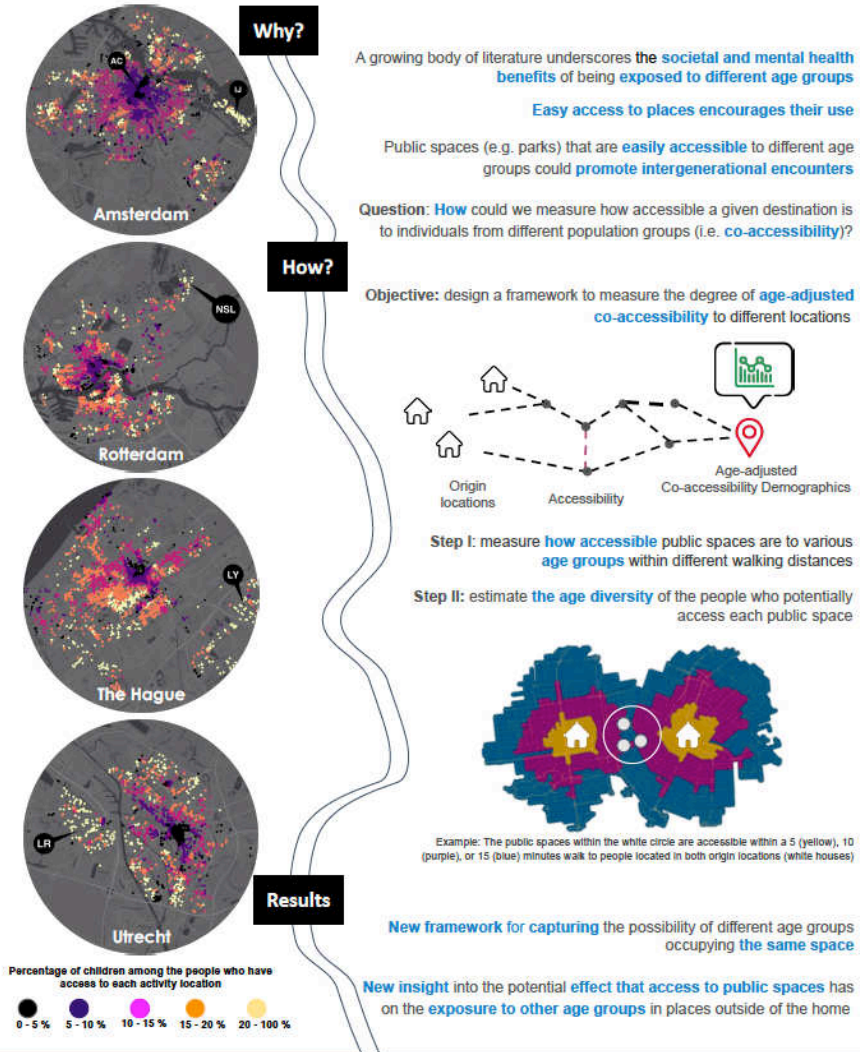 Why?
A growing body of literature underscores the societal and mental health
benefits of being exposed to different age groups
Easy access to places encourages their use
Public spaces (e.g. parks) that are easily accessible to different age
groups could promote intergenerational encounters
Question: How could we measure how accessible a given destination is
to individuals from different population groups (i.e. co-accessibility)?
AC
IJ
Amsterdam
How?
Objective: design a framework to measure the degree of age-adjusted
co-accessibility to different locations
NSL
Rotterdam
Origin
locations
Accessibility
Age-adjusted
Co-accessibility Demographics
Step I: measure how accessible public spaces are to various
age groups within different walking distances
Step II: estimate the age diversity of the people who potentially
access each public space
LY
The Hague
Example: The public spaces within the white circle are accessible within a 5 (yellow), 10
(purple), or 15 (blue) minutes walk to people located in both origin locations (white houses)
LR
Utrecht
Results
New framework for capturing the possibility of different age groups
occupying the same space
New insight into the potential effect that access to public spaces has
on the exposure to other age groups in places outside of the home
Percentage of children among the people who have
access to each activity location
0 - 5 %
5 - 10 %
10 - 15 %
15 - 20 %
20 - 100 %